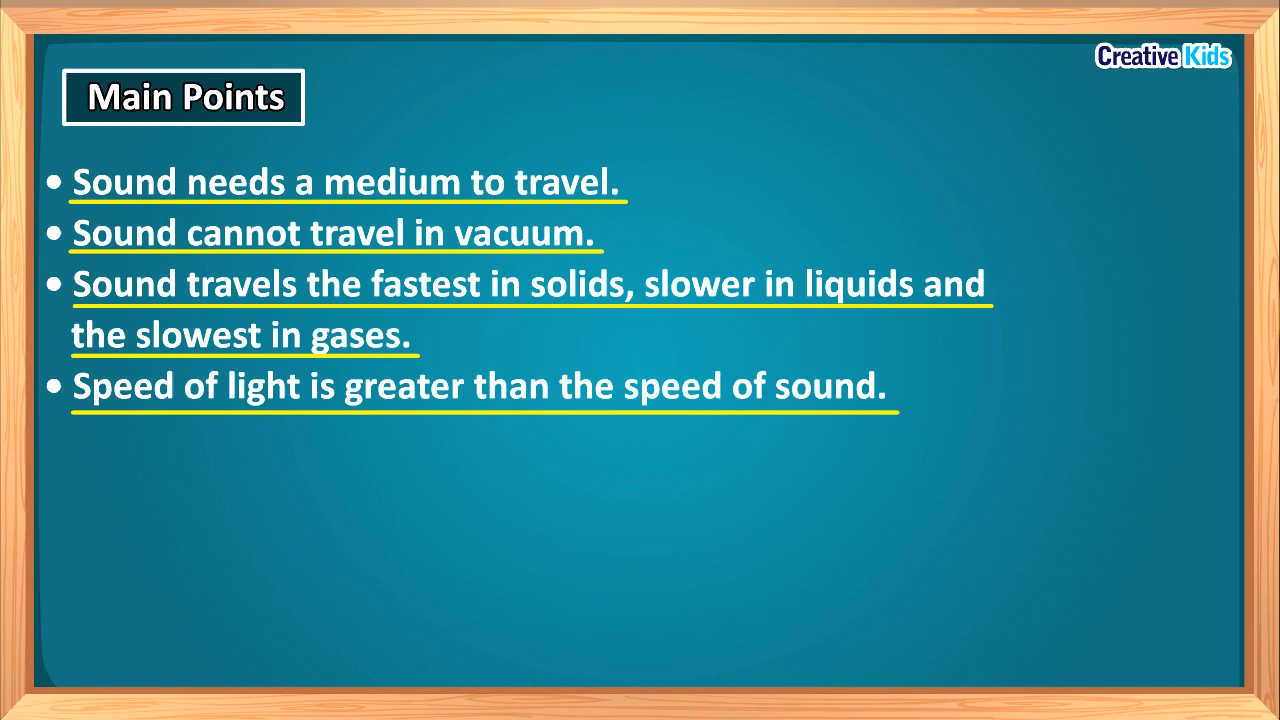 Creative Kids
Main Points
• Sound needs a medium to travel.
• Sound cannot travel in vacuum.
• Sound travels the fastest in solids, slower in liquids and
the slowest in gases.
• Speed of light is greater than the speed of sound.